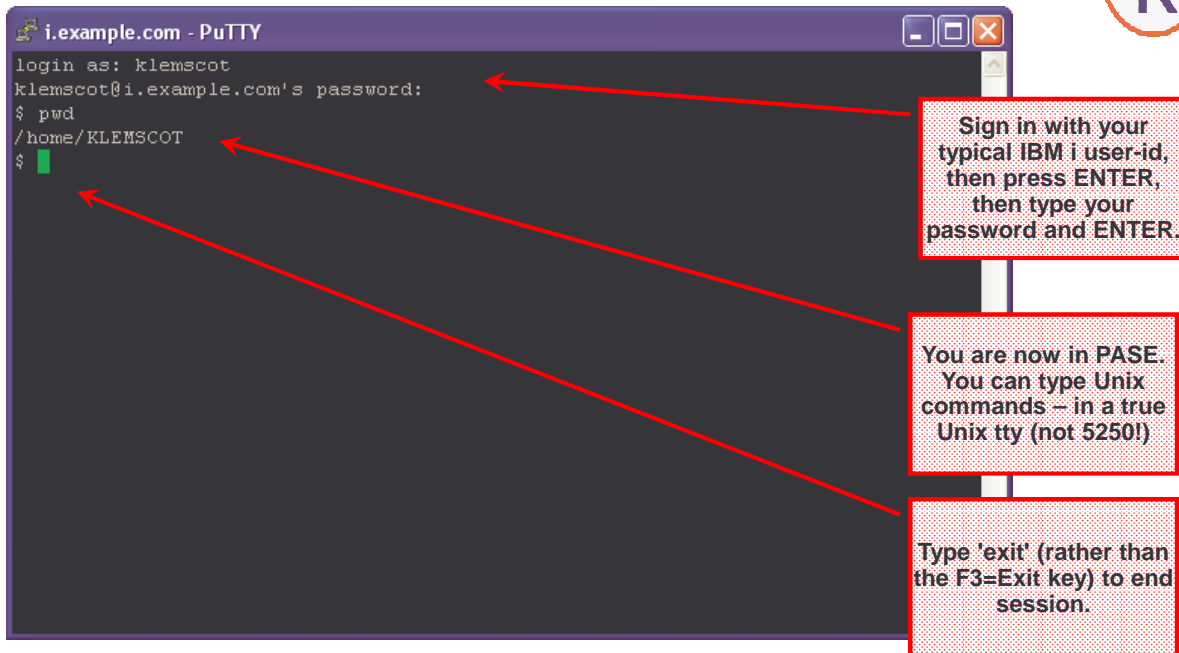 i.example.com - PuTTY
login as: klemscot
klemscot@i.example.com's password:
$ pwd
/home/KLEMSCOT
$
Sign in with your
typical IBM i user-id,
then press ENTER,
then type your
password and ENTER.
You are now in PASE.
You can type Unix
commands – in a true
Unix tty (not 5250!)
Type 'exit' (rather than
the F3=Exit key) to end
session.